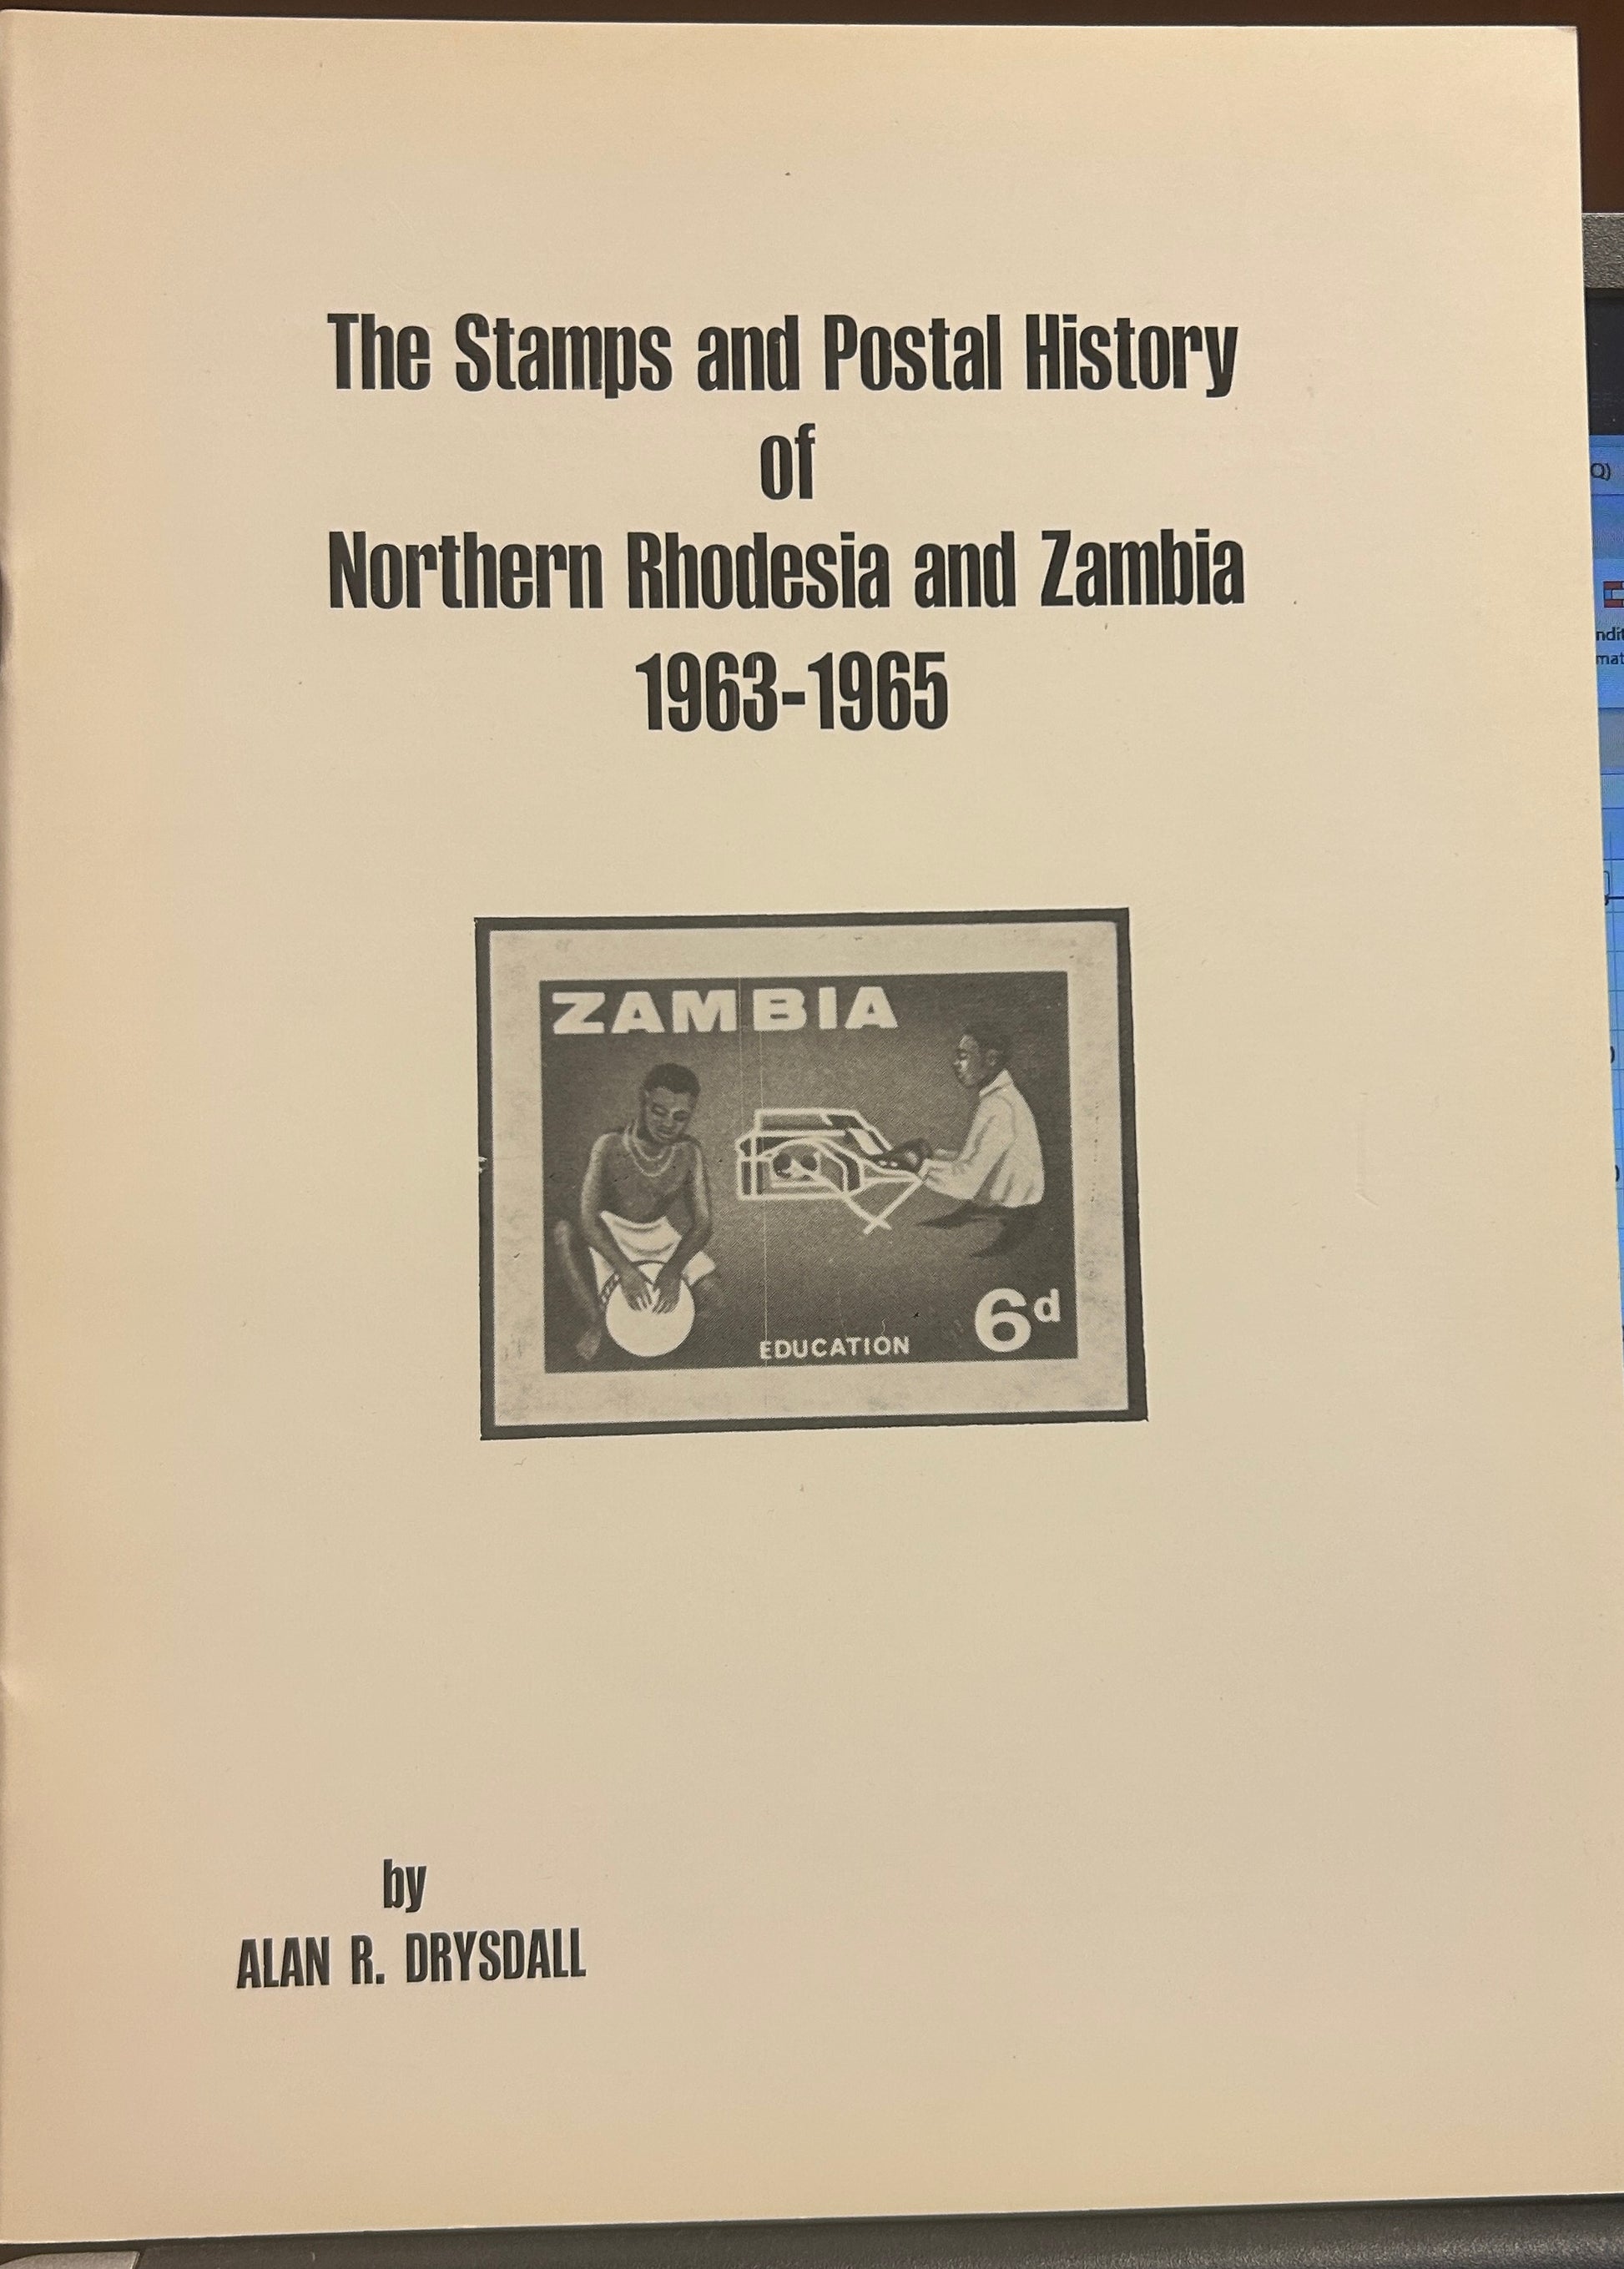 The Stamps and Postal History
of
Northern Rhodesia and Zambia
1963-1965
ZAMBIA
EDUCATION
6d
by
ALAN R. DRYSDALL